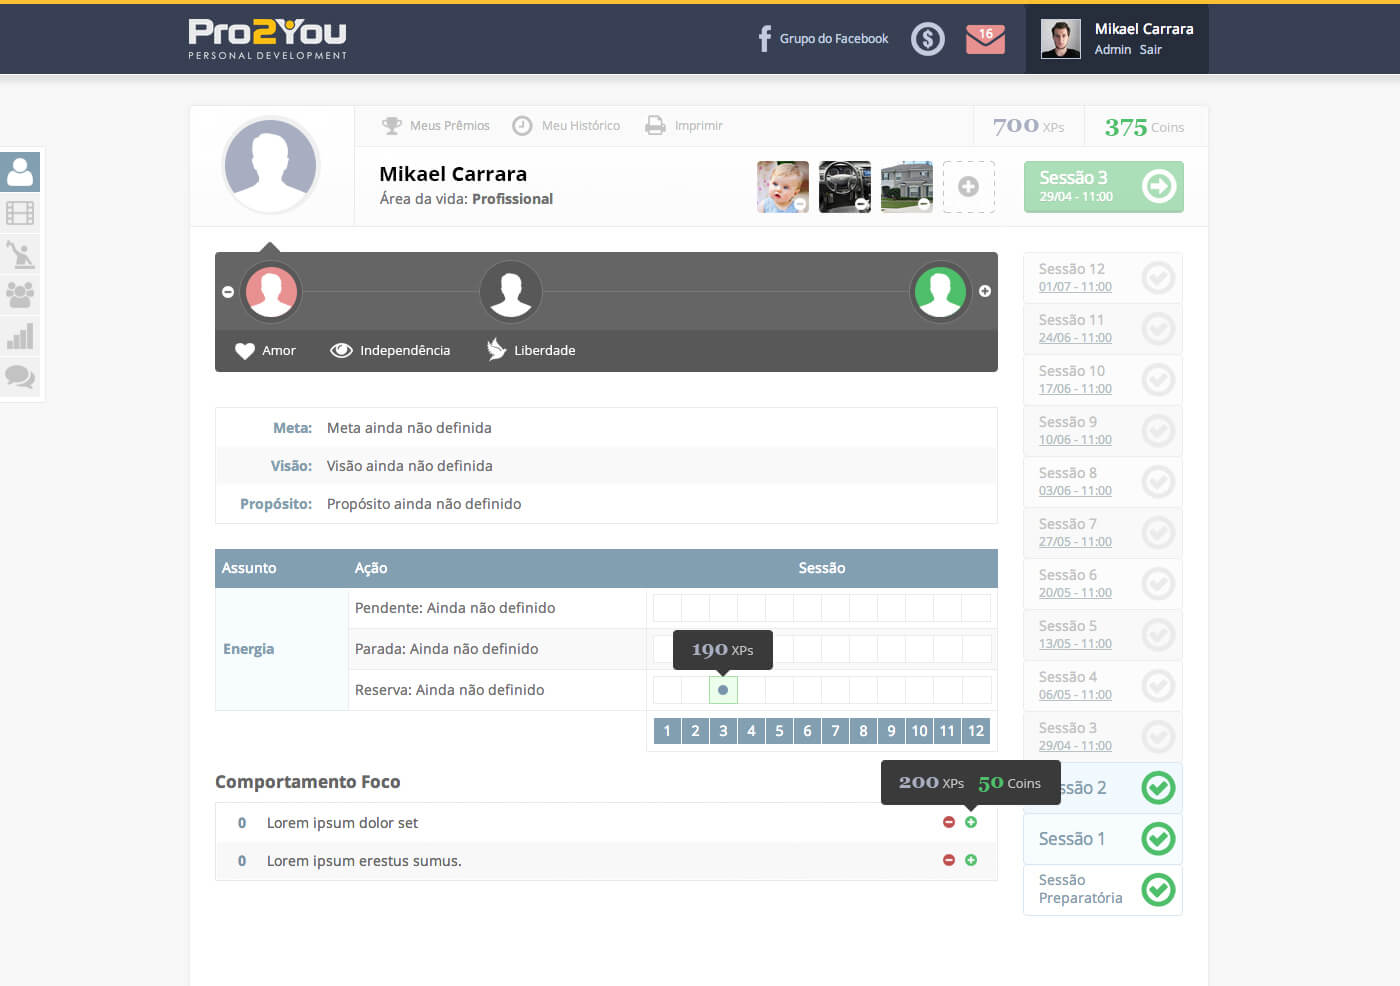 Pro2You
PERSONAL DEVELOPMENT
Grupo do Facebook
16
Mikael Carrara
Admin Sair
Meus Prêmios
Meu Histórico
Imprimir
700 XPs
375 Coins
Mikael Carrara
Área da vida: Profissional
Sessão 3
29/04 - 11:00
Amor
Independência
Liberdade
Meta: Meta ainda não definida
Visão: Visão ainda não definida
Propósito: Propósito ainda não definido
Assunto Ação Sessão
Energia
Pendente: Ainda não definido
Parada: Ainda não definido
190 XPs
Reserva: Ainda não definido
1 2 3 4 5 6 7 8 9 10 11 12
Comportamento Foco
200 XPs 50 Coins
0 Lorem ipsum dolor set
0 Lorem ipsum erestus sumus.
Sessão 12
01/07 - 11:00
Sessão 11
24/06 - 11:00
Sessão 10
17/06 - 11:00
Sessão 9
10/06 - 11:00
Sessão 8
03/06 - 11:00
Sessão 7
27/05 - 11:00
Sessão 6
20/05 - 11:00
Sessão 5
13/05 - 11:00
Sessão 4
06/05 - 11:00
Sessão 3
29/04 - 11:00
ssão 2
Sessão 1
Sessão
Preparatória